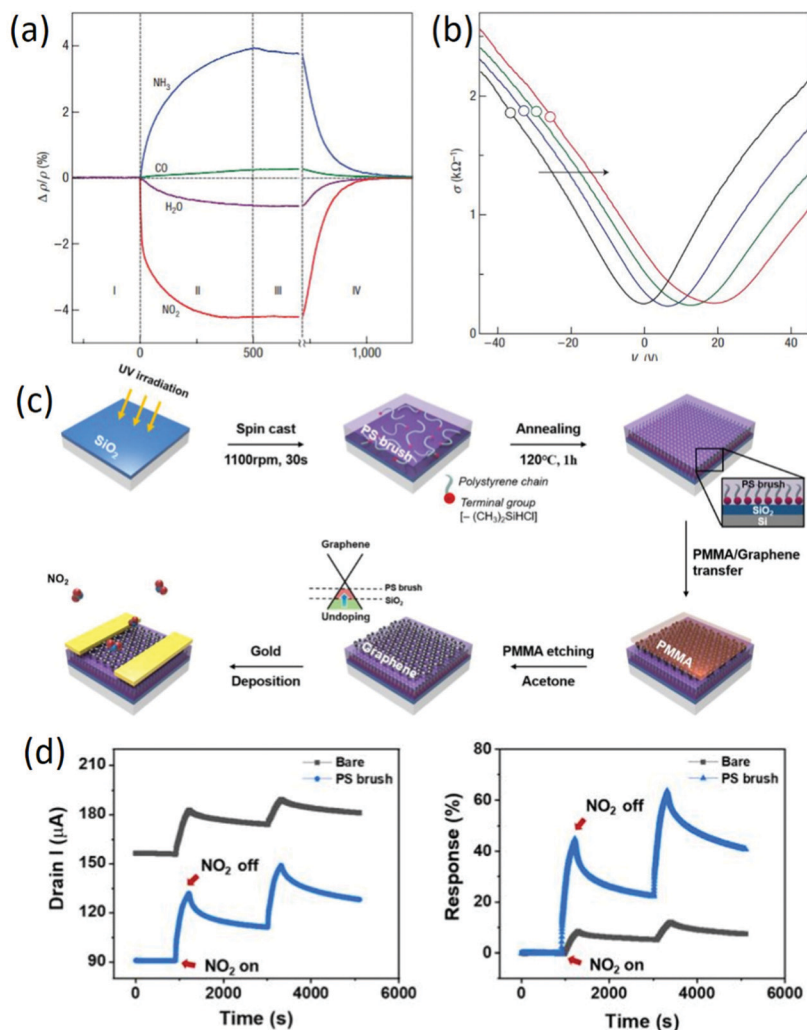 (a)
4
2
0
−2
−4
Δ ρ/ρ (%)
NH₃
CO
H₂O
NO₂
I
II
III
IV
0
500
1,000
(b)
2
1
0
σ (kΩ⁻¹)
−40
−20
0
20
40
(V)
(c)
UV irradiation
SiO₂
Spin cast
1100rpm, 30s
PS brush
Polystyrene chain
Terminal group
[– (CH₃)₂SiHCl]
Annealing
120℃, 1h
PS brush
SiO₂
Si
PMMA/Graphene
transfer
PMMA
PMMA etching
Acetone
Graphene
PS brush
SiO₂
Undoping
Graphene
Gold
Deposition
NO₂
(d)
210
180
150
120
90
Drain I (μA)
Bare
PS brush
NO₂ off
NO₂ on
0
2000
4000
6000
Time (s)
80
60
40
20
0
Response (%)
Bare
PS brush
NO₂ off
NO₂ on
0
2000
4000
6000
Time (s)